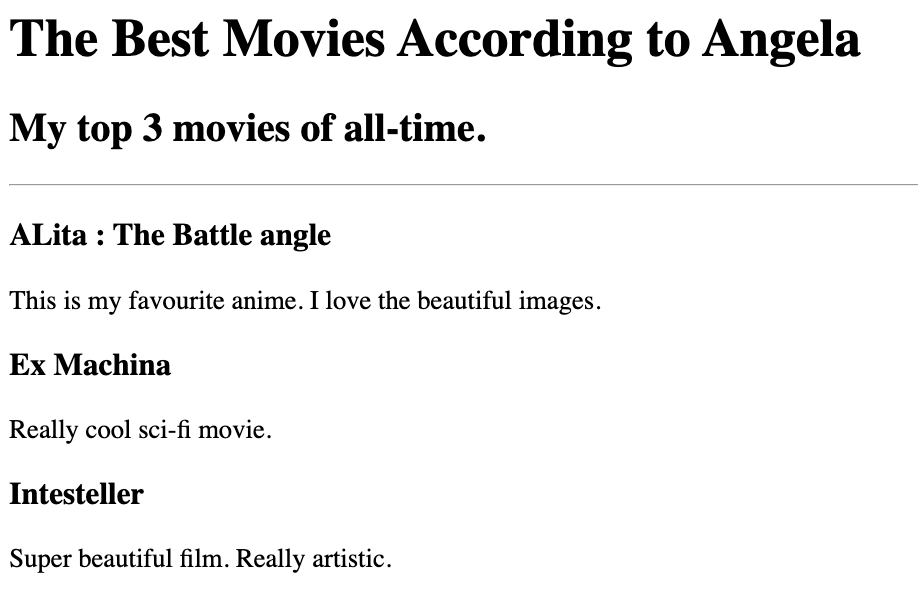 The Best Movies According to Angela
My top 3 movies of all-time.
ALita : The Battle angle
This is my favourite anime. I love the beautiful images.
Ex Machina
Really cool sci-fi movie.
Intesteller
Super beautiful film. Really artistic.